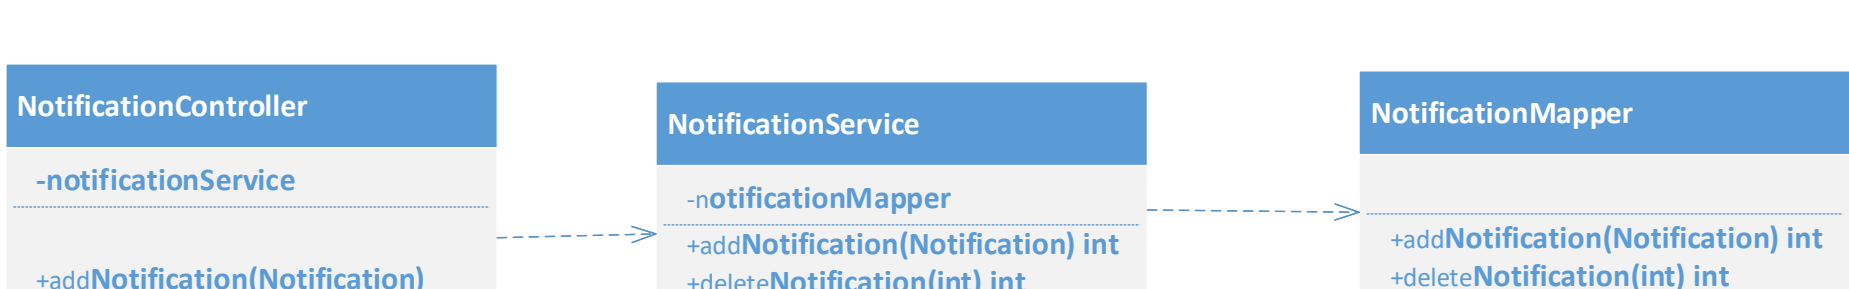 NotificationController
-notificationService
+addNotification(Notification)
NotificationService
-notificationMapper
+addNotification(Notification) int
+deleteNotification(int) int
NotificationMapper
+addNotification(Notification) int
+deleteNotification(int) int